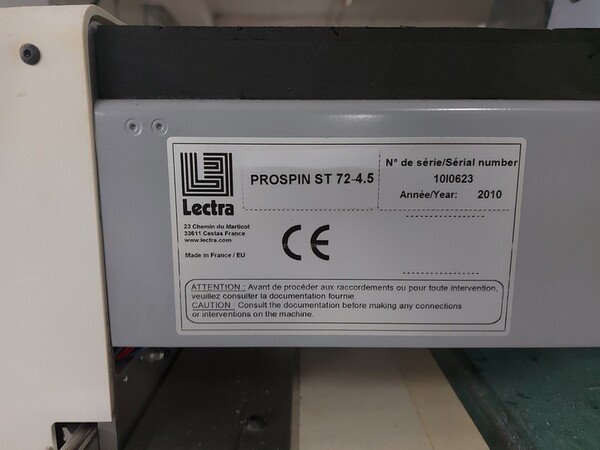 Lectra
PROSPIN ST 72-4.5
N° de série/Serial number
10I0623
Année/Year: 2010
23 Chemin du Marticot
33611 Cestas France
www.lectra.com
Made in France / EU
CE
ATTENTION : Avant de procéder aux raccordements ou pour toute intervention,
veuillez consulter la documentation fournie.
CAUTION : Consult the documentation before making any connections
or interventions on the machine.